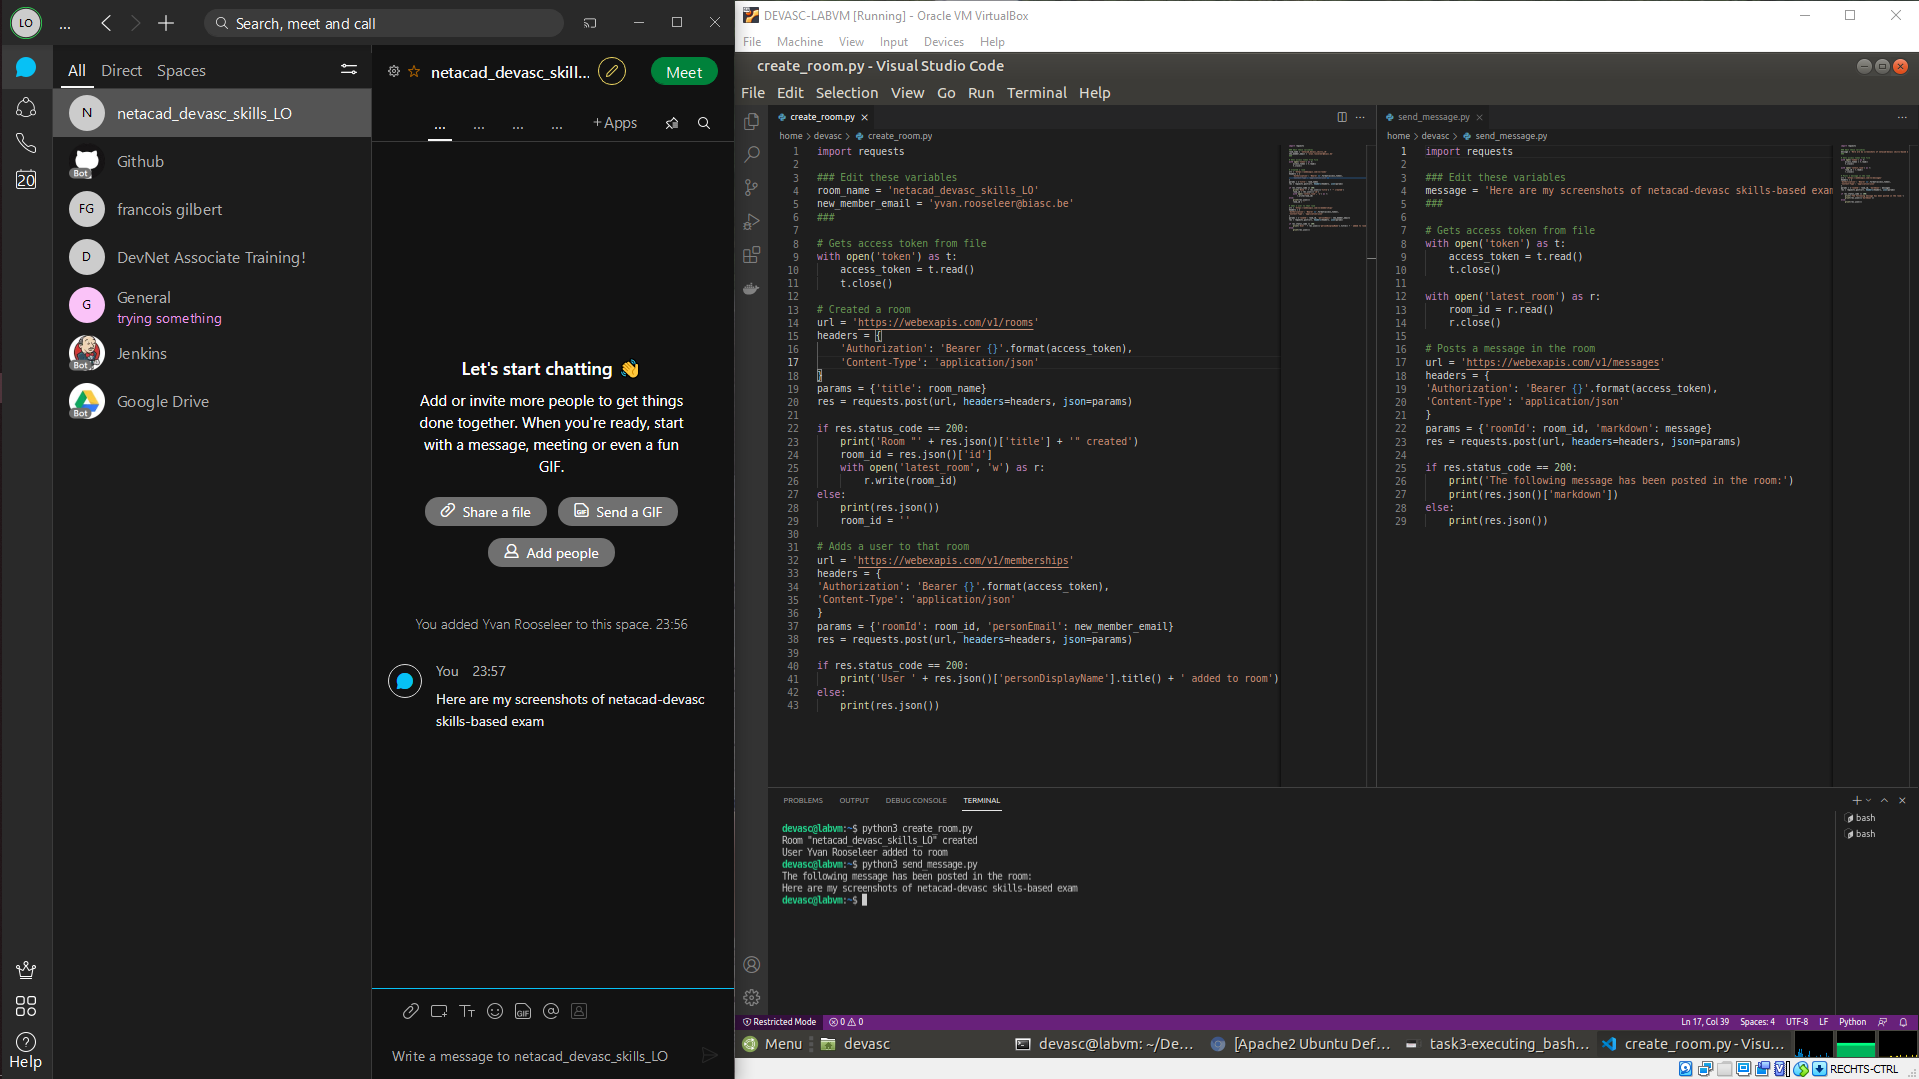 LO
...
Search, meet and call
All Direct Spaces
N netacad_devasc_skills_LO
Bot Github
FG francois gilbert
D DevNet Associate Training!
G General
trying something
Bot Jenkins
Bot Google Drive
20
Help
netacad_devasc_skill...
Meet
... ... ... ... +Apps
Let's start chatting 👋
Add or invite more people to get things
done together. When you're ready, start
with a message, meeting or even a fun
GIF.
Share a file
GIF Send a GIF
Add people
You added Yvan Rooseleer to this space. 23:56
You 23:57
Here are my screenshots of netacad-devasc
skills-based exam
GIF
Write a message to netacad_devasc_skills_LO
DEVASC-LABVM [Running] - Oracle VM VirtualBox
File Machine View Input Devices Help
create_room.py - Visual Studio Code
File Edit Selection View Go Run Terminal Help
create_room.py
home > devasc > create_room.py
1 import requests
2
3 ### Edit these variables
4 room_name = 'netacad_devasc_skills_LO'
5 new_member_email = 'yvan.rooseleer@biasc.be'
6 ###
7
8 # Gets access token from file
9 with open('token') as t:
10 access_token = t.read()
11 t.close()
12
13 # Created a room
14 url = 'https://webexapis.com/v1/rooms'
15 headers = {
16 'Authorization': 'Bearer {}'.format(access_token),
17 'Content-Type': 'application/json'
18 }
19 params = {'title': room_name}
20 res = requests.post(url, headers=headers, json=params)
21
22 if res.status_code == 200:
23 print('Room "' + res.json()['title'] + '" created')
24 room_id = res.json()['id']
25 with open('latest_room', 'w') as r:
26 r.write(room_id)
27 else:
28 print(res.json())
29 room_id = ''
30
31 # Adds a user to that room
32 url = 'https://webexapis.com/v1/memberships'
33 headers = {
34 'Authorization': 'Bearer {}'.format(access_token),
35 'Content-Type': 'application/json'
36 }
37 params = {'roomId': room_id, 'personEmail': new_member_email}
38 res = requests.post(url, headers=headers, json=params)
39
40 if res.status_code == 200:
41 print('User ' + res.json()['personDisplayName'].title() + ' added to room')
42 else:
43 print(res.json())
send_message.py
home > devasc > send_message.py
1 import requests
2
3 ### Edit these variables
4 message = 'Here are my screenshots of netacad-devasc skills-based exam
5 ###
6
7 # Gets access token from file
8 with open('token') as t:
9 access_token = t.read()
10 t.close()
11
12 with open('latest_room') as r:
13 room_id = r.read()
14 r.close()
15
16 # Posts a message in the room
17 url = 'https://webexapis.com/v1/messages'
18 headers = {
19 'Authorization': 'Bearer {}'.format(access_token),
20 'Content-Type': 'application/json'
21 }
22 params = {'roomId': room_id, 'markdown': message}
23 res = requests.post(url, headers=headers, json=params)
24
25 if res.status_code == 200:
26 print('The following message has been posted in the room:')
27 print(res.json()['markdown'])
28 else:
29 print(res.json())
PROBLEMS OUTPUT DEBUG CONSOLE TERMINAL
devasc@labvm:~$ python3 create_room.py
Room "netacad_devasc_skills_LO" created
User Yvan Rooseleer added to room
devasc@labvm:~$ python3 send_message.py
The following message has been posted in the room:
Here are my screenshots of netacad-devasc skills-based exam
devasc@labvm:~$
bash
bash
Restricted Mode 0 0 Ln 17, Col 39 Spaces: 4 UTF-8 LF Python
Menu devasc devasc@labvm: ~/De... [Apache2 Ubuntu Def... task3-executing_bash... create_room.py - Visu...
RECHTS-CTRL